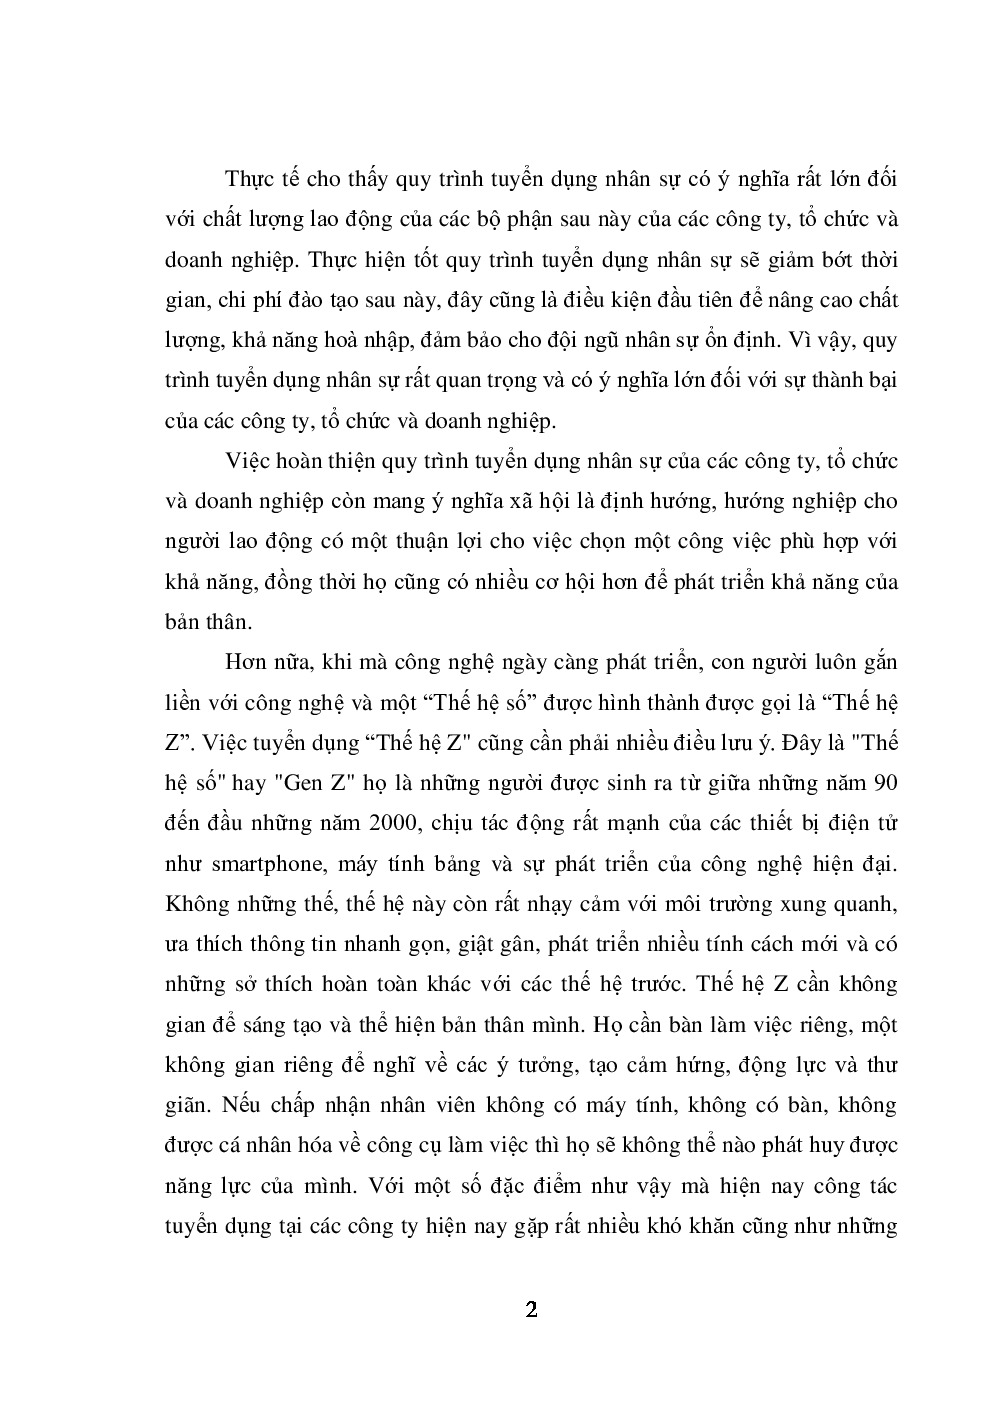 Thực tế cho thấy quy trình tuyển dụng nhân sự có ý nghĩa rất lớn đối
với chất lượng lao động của các bộ phận sau này của các công ty, tổ chức và
doanh nghiệp. Thực hiện tốt quy trình tuyển dụng nhân sự sẽ giảm bớt thời
gian, chi phí đào tạo sau này, đây cũng là điều kiện đầu tiên để nâng cao chất
lượng, khả năng hoà nhập, đảm bảo cho đội ngũ nhân sự ổn định. Vì vậy, quy
trình tuyển dụng nhân sự rất quan trọng và có ý nghĩa lớn đối với sự thành bại
của các công ty, tổ chức và doanh nghiệp.
Việc hoàn thiện quy trình tuyển dụng nhân sự của các công ty, tổ chức
và doanh nghiệp còn mang ý nghĩa xã hội là định hướng, hướng nghiệp cho
người lao động có một thuận lợi cho việc chọn một công việc phù hợp với
khả năng, đồng thời họ cũng có nhiều cơ hội hơn để phát triển khả năng của
bản thân.
Hơn nữa, khi mà công nghệ ngày càng phát triển, con người luôn gắn
liền với công nghệ và một “Thế hệ số” được hình thành được gọi là “Thế hệ
Z”. Việc tuyển dụng “Thế hệ Z" cũng cần phải nhiều điều lưu ý. Đây là "Thế
hệ số" hay "Gen Z" họ là những người được sinh ra từ giữa những năm 90
đến đầu những năm 2000, chịu tác động rất mạnh của các thiết bị điện tử
như smartphone, máy tính bảng và sự phát triển của công nghệ hiện đại.
Không những thế, thế hệ này còn rất nhạy cảm với môi trường xung quanh,
ưa thích thông tin nhanh gọn, giật gân, phát triển nhiều tính cách mới và có
những sở thích hoàn toàn khác với các thế hệ trước. Thế hệ Z cần không
gian để sáng tạo và thể hiện bản thân mình. Họ cần bàn làm việc riêng, một
không gian riêng để nghĩ về các ý tưởng, tạo cảm hứng, động lực và thư
giãn. Nếu chấp nhận nhân viên không có máy tính, không có bàn, không
được cá nhân hóa về công cụ làm việc thì họ sẽ không thể nào phát huy được
năng lực của mình. Với một số đặc điểm như vậy mà hiện nay công tác
tuyển dụng tại các công ty hiện nay gặp rất nhiều khó khăn cũng như những
2